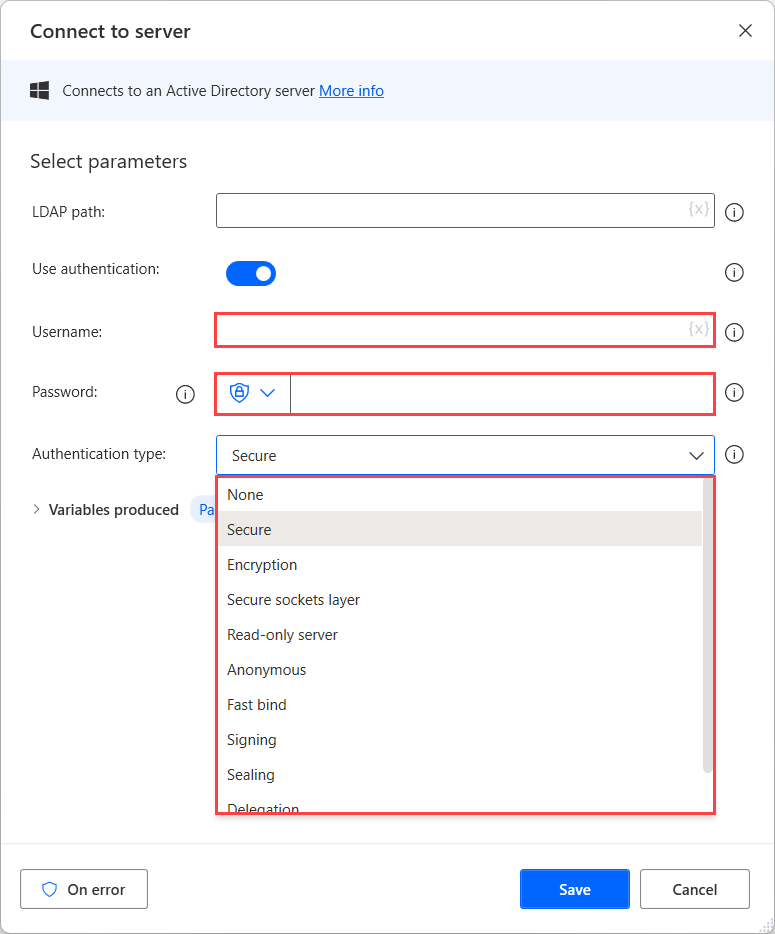 Connect to server
Connects to an Active Directory server More info
Select parameters
LDAP path:
{x}
Use authentication:
Username:
{x}
Password:
Authentication type:
Secure
Variables produced
Pa
None
Secure
Encryption
Secure sockets layer
Read-only server
Anonymous
Fast bind
Signing
Sealing
Delegation
On error
Save
Cancel